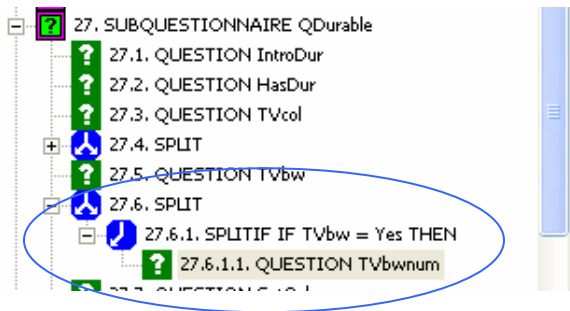 27. SUBQUESTIONNAIRE QDurable
27.1. QUESTION IntroDur
27.2. QUESTION HasDur
27.3. QUESTION TVcol
27.4. SPLIT
27.5. QUESTION TVbw
27.6. SPLIT
27.6.1. SPLITIF IF TVbw = Yes THEN
27.6.1.1. QUESTION TVbwnum